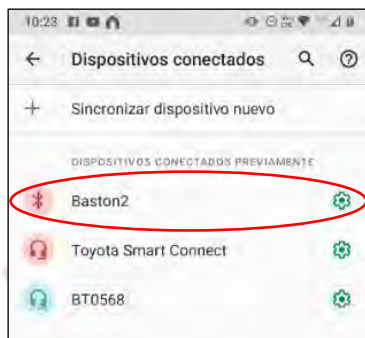 10:23
Dispositivos conectados
Sincronizar dispositivo nuevo
DISPOSITIVOS CONECTADOS PREVIAMENTE
Baston2
Toyota Smart Connect
BT0568